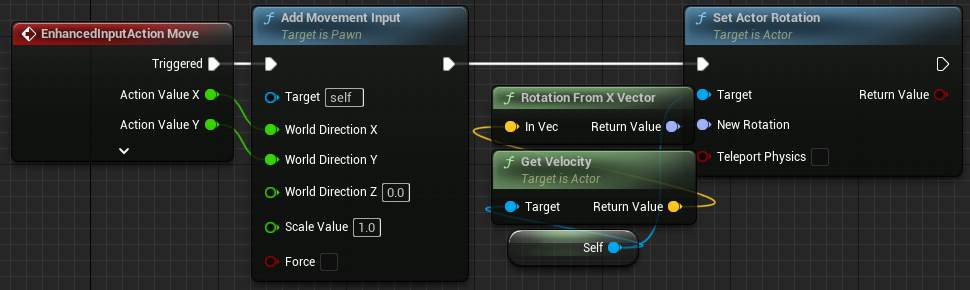 EnhancedInputAction Move
Triggered
Action Value X
Action Value Y
Add Movement Input
Target is Pawn
Target self
World Direction X
World Direction Y
World Direction Z 0.0
Scale Value 1.0
Force
Rotation From X Vector
In Vec Return Value
Get Velocity
Target is Actor
Target Return Value
Self
Set Actor Rotation
Target is Actor
Target Return Value
New Rotation
Teleport Physics